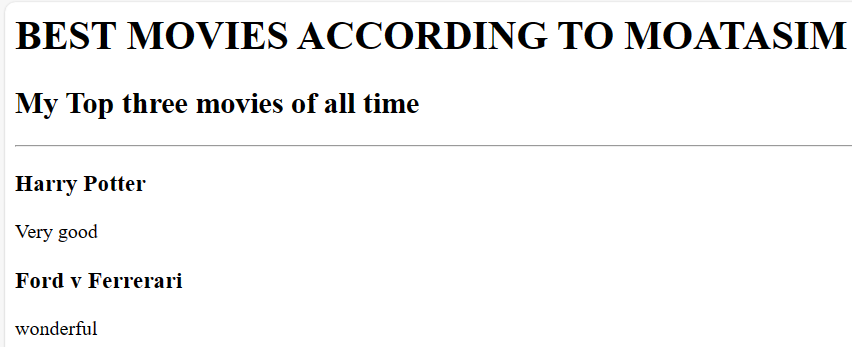 BEST MOVIES ACCORDING TO MOATASIM
My Top three movies of all time
Harry Potter
Very good
Ford v Ferrerari
wonderful